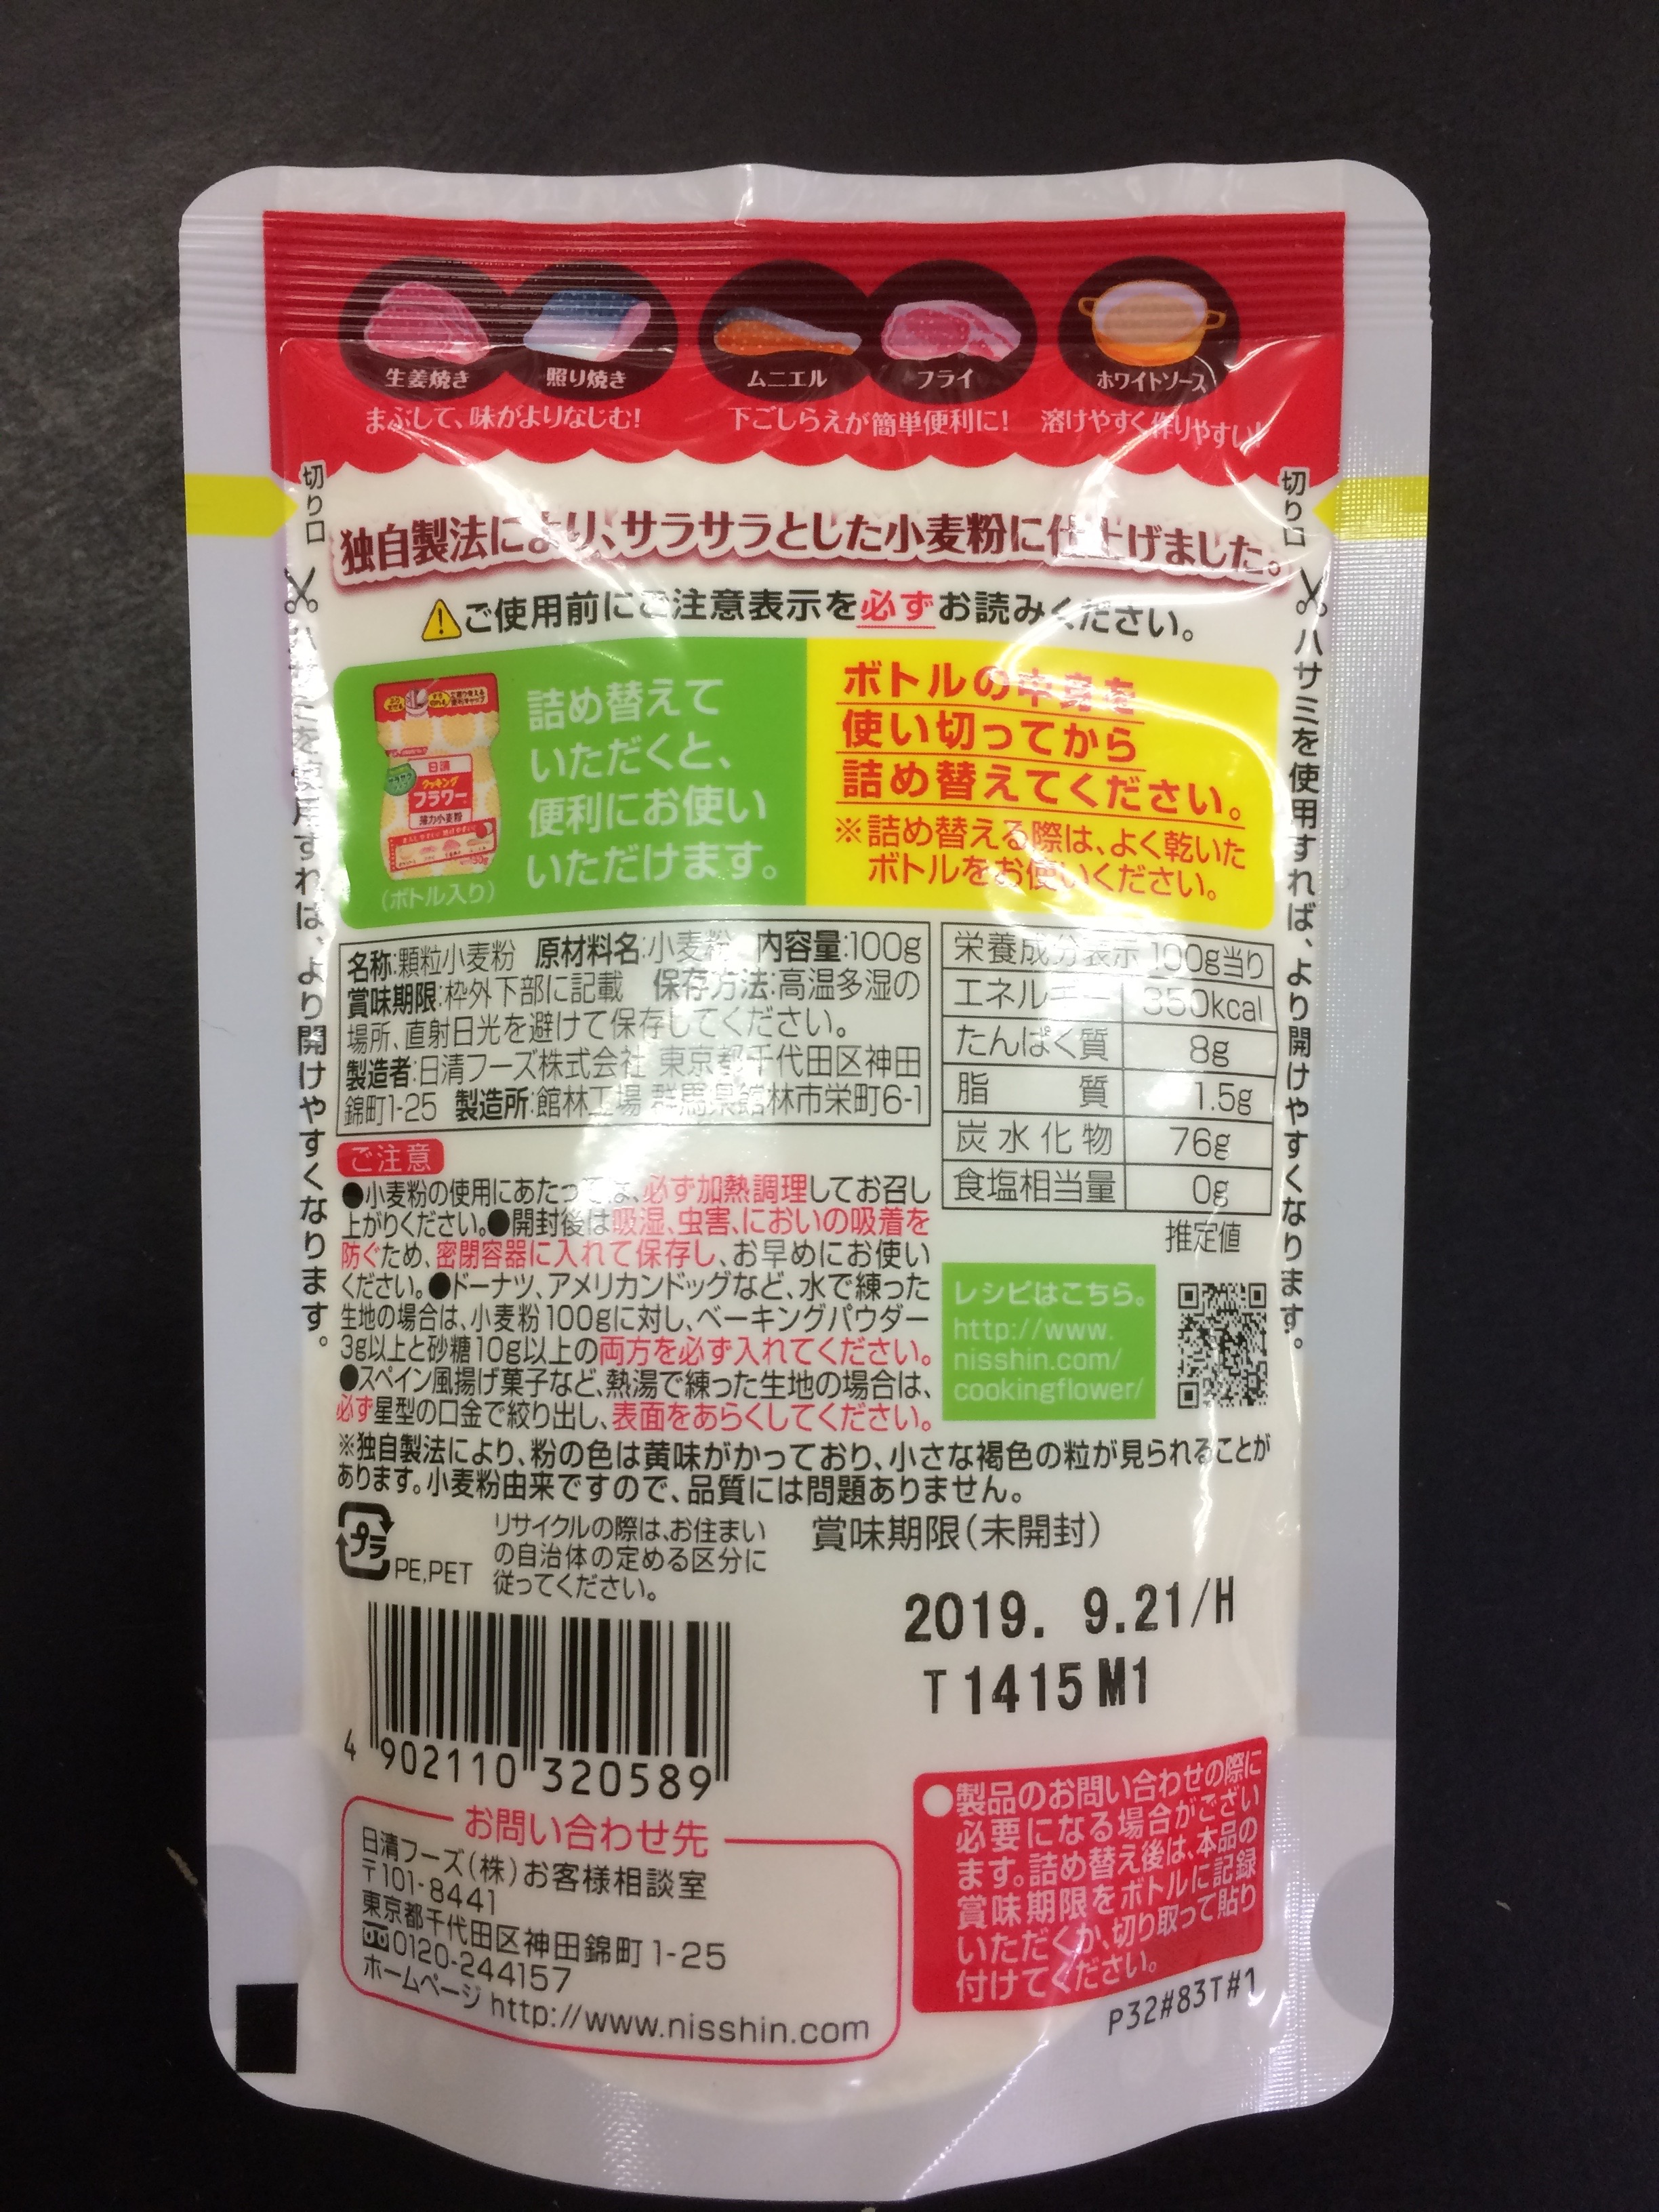 生姜焼き
照り焼き
ムニエル
フライ
ホワイトソース
まぶして、味がよりなじむ!
下ごしらえが簡単便利に!
溶けやすく作りやすい!
切り口
切り口
独自製法により、サラサラとした小麦粉に仕上げました。
ご使用前にご注意表示を必ずお読みください。
ハサミを使用すれば、より開けやすくなります。
ハサミを使用すれば、より開けやすくなります。
日清
クッキング
フラワー
薄力小麦粉
(ボトル入り)
詰め替えて
いただくと、
便利にお使い
いただけます。
ボトルの中身を
使い切ってから
詰め替えてください。
※詰め替える際は、よく乾いた
ボトルをお使いください。
名称:顆粒小麦粉 原材料名:小麦粉 内容量:100g
賞味期限:枠外下部に記載 保存方法:高温多湿の
場所、直射日光を避けて保存してください。
製造者:日清フーズ株式会社 東京都千代田区神田
錦町1-25 製造所:館林工場 群馬県館林市栄町6-1
栄養成分表示 100g当り
エネルギー 350kcal
たんぱく質 8g
脂質 1.5g
炭水化物 76g
食塩相当量 0g
推定値
ご注意
●小麦粉の使用にあたっては、必ず加熱調理してお召し
上がりください。●開封後は吸湿、虫害、においの吸着を
防ぐため、密閉容器に入れて保存し、お早めにお使い
ください。●ドーナツ、アメリカンドッグなど、水で練った
生地の場合は、小麦粉100gに対し、ベーキングパウダー
3g以上と砂糖10g以上の両方を必ず入れてください。
●スペイン風揚げ菓子など、熱湯で練った生地の場合は、
必ず星型の口金で絞り出し、表面をあらくしてください。
レシピはこちら。
http://www.
nisshin.com/
cookingflower/
※独自製法により、粉の色は黄味がかっており、小さな褐色の粒が見られることが
あります。小麦粉由来ですので、品質には問題ありません。
プラ
PE,PET
リサイクルの際は、お住まい
の自治体の定める区分に
従ってください。
賞味期限(未開封)
2019. 9.21/H
T1415M1
4 902110 320589
お問い合わせ先
日清フーズ(株)お客様相談室
〒101-8441
東京都千代田区神田錦町1-25
0120-244157
ホームページ http://www.nisshin.com
●製品のお問い合わせの際に
必要になる場合がござい
ます。詰め替え後は、本品の
賞味期限をボトルに記録
いただくか、切り取って貼り
付けてください。
P32#83T#1